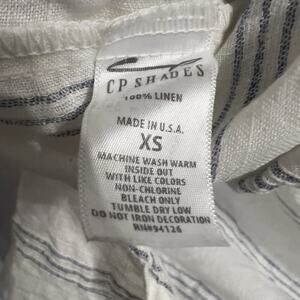 CP SHADES
100% LINEN
MADE IN U.S.A.
XS
MACHINE WASH WARM
INSIDE OUT
WITH LIKE COLORS
NON-CHLORINE
BLEACH ONLY
TUMBLE DRY LOW
DO NOT IRON DECORATION
RN#94126